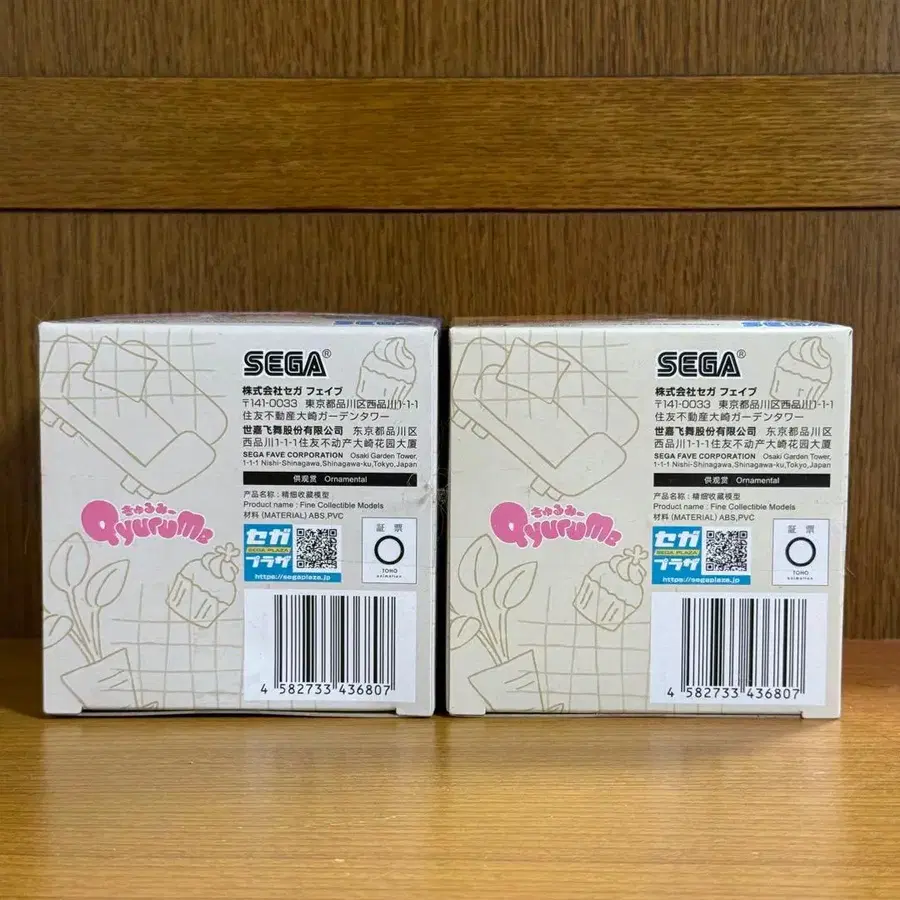 SEGA®
株式会社セガ フェイブ
〒141-0033 東京都品川区西品川1-1-1
住友不動産大崎ガーデンタワー
世嘉飞舞股份有限公司 东京都品川区
西品川1-1-1住友不动产大崎花园大厦
SEGA FAVE CORPORATION Osaki Garden Tower,
1-1-1 Nishi-Shinagawa,Shinagawa-ku,Tokyo,Japan
供观赏 Ornamental
产品名称：精细收藏模型
Product name : Fine Collectible Models
材料 (MATERIAL) ABS,PVC
きゅるみー
QyuruMe
セガ
SEGA PLAZA
プラザ
https://segaplaza.jp
証票
TOHO
animation
4 582733 436807
SEGA®
株式会社セガ フェイブ
〒141-0033 東京都品川区西品川1-1-1
住友不動産大崎ガーデンタワー
世嘉飞舞股份有限公司 东京都品川区
西品川1-1-1住友不动产大崎花园大厦
SEGA FAVE CORPORATION Osaki Garden Tower,
1-1-1 Nishi-Shinagawa,Shinagawa-ku,Tokyo,Japan
供观赏 Ornamental
产品名称：精细收藏模型
Product name : Fine Collectible Models
材料 (MATERIAL) ABS,PVC
きゅるみー
QyuruMe
セガ
SEGA PLAZA
プラザ
https://segaplaza.jp
証票
TOHO
animation
4 582733 436807